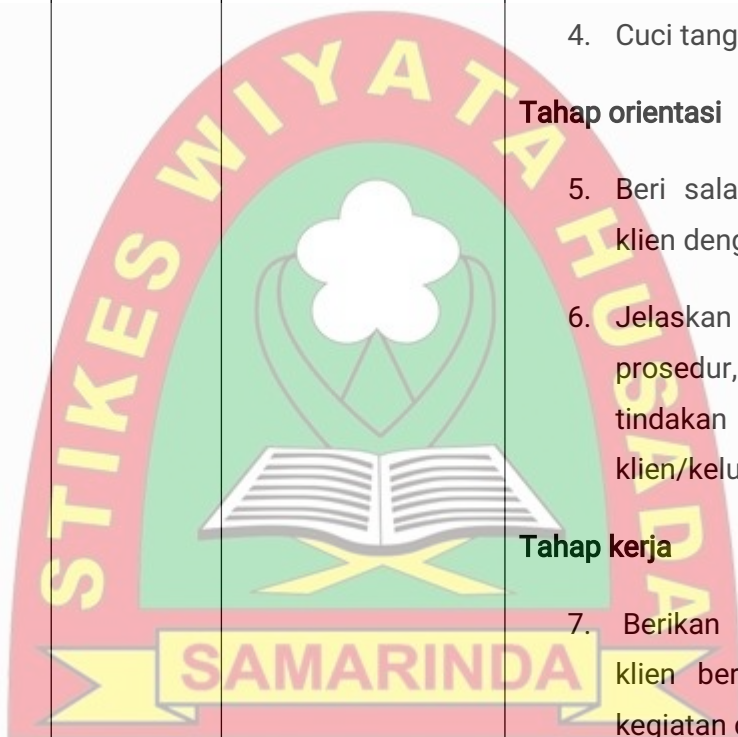 4. Cuci tang
Tahap orientasi
5. Beri sala
klien deng
6. Jelaskan
prosedur,
tindakan
klien/kelu
Tahap kerja
7. Berikan
klien ber
kegiatan d
STIKES WIYATA HUSADA
SAMARINDA